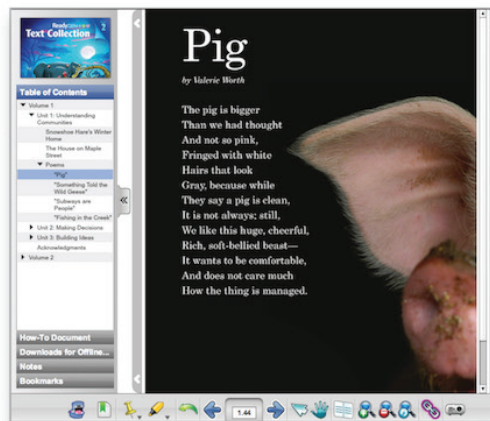 ReadyGEN
2
Text Collection
Table of Contents
Volume 1
Unit 1: Understanding
Communities
Snowshoe Hare's Winter
Home
The House on Maple
Street
Poems
"Pig"
"Something Told the
Wild Geese"
"Subways are
People"
"Fishing in the Creek"
Unit 2: Making Decisions
Unit 3: Building Ideas
Acknowledgments
Volume 2
How-To Document
Downloads for Offline...
Notes
Bookmarks
Pig
by Valerie Worth
The pig is bigger
Than we had thought
And not so pink,
Fringed with white
Hairs that look
Gray, because while
They say a pig is clean,
It is not always; still,
We like this huge, cheerful,
Rich, soft-bellied beast—
It wants to be comfortable,
And does not care much
How the thing is managed.
1.44